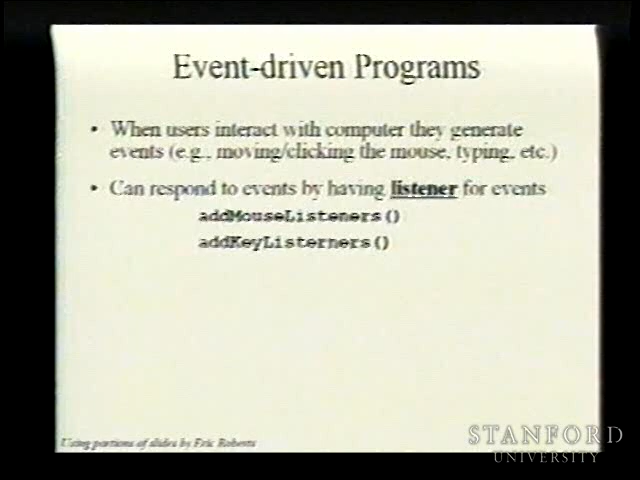 Event-driven Programs
• When users interact with computer they generate
events (e.g., moving/clicking the mouse, typing, etc.)
• Can respond to events by having listener for events
addMouseListeners()
addKeyListerners()
Using portions of slides by Eric Roberts
STANFORD
UNIVERSITY